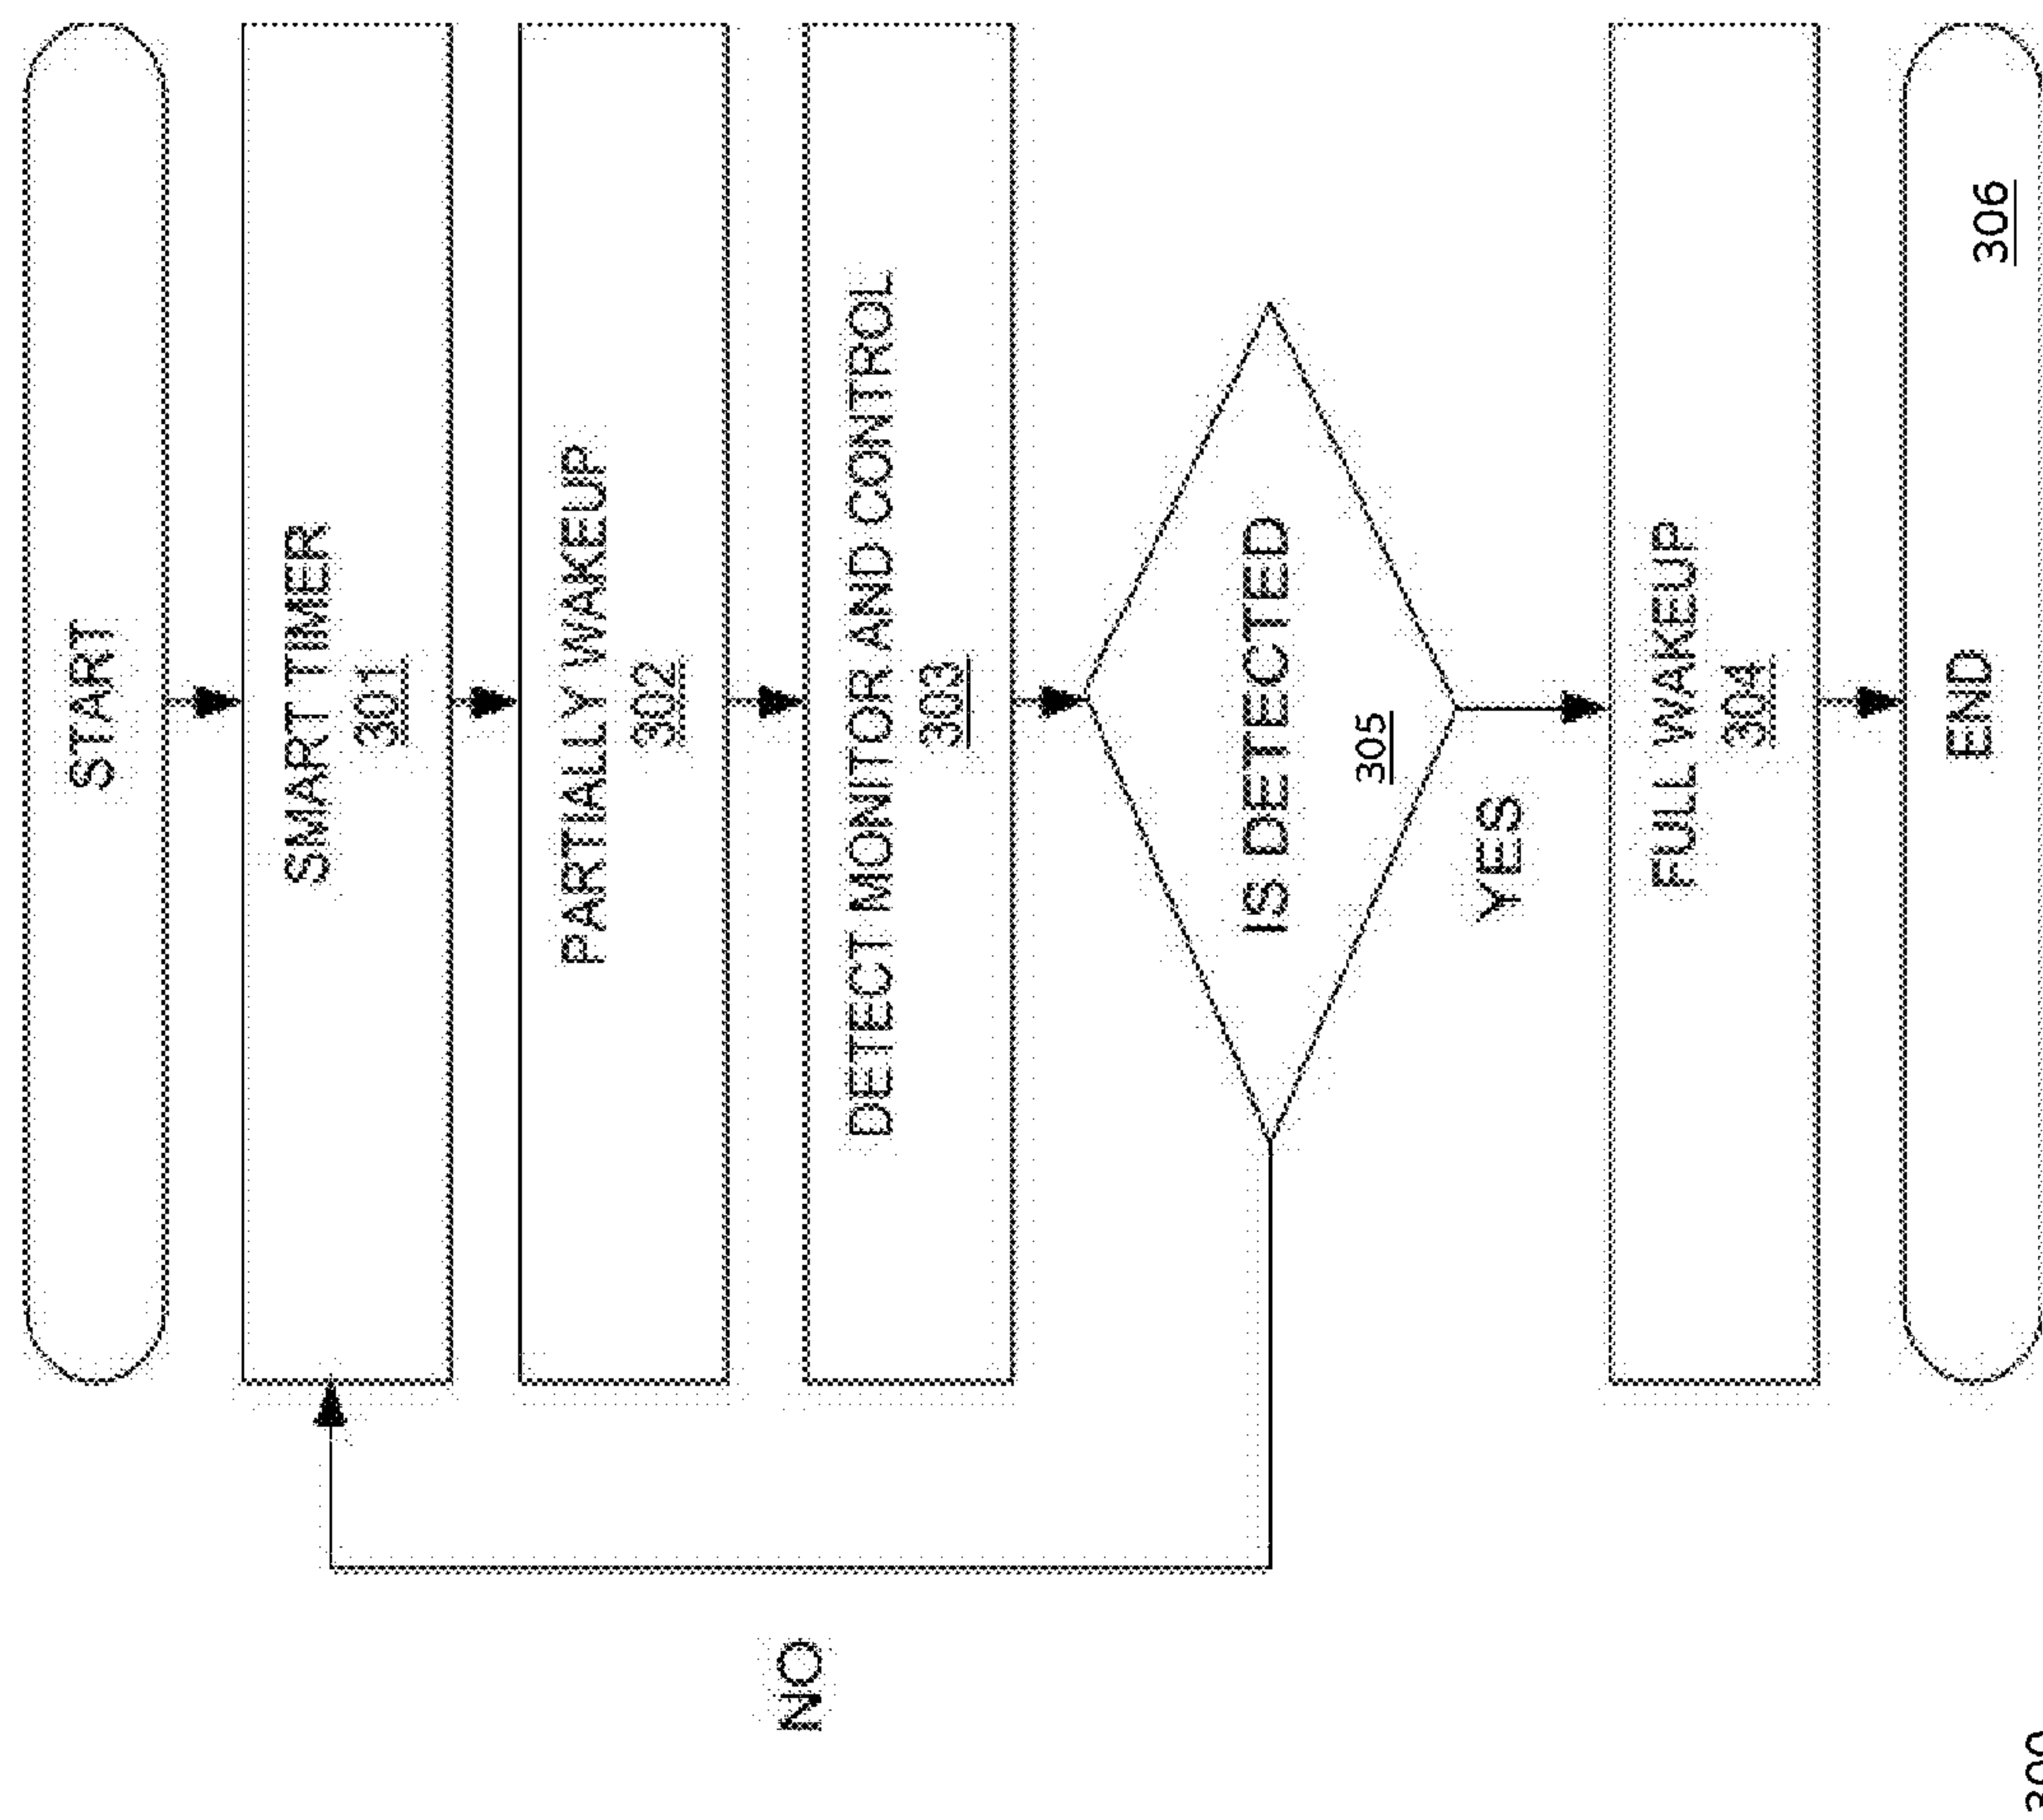 START
SMART TIMER
301
PARTIALLY WAKEUP
302
DETECT MONITOR AND CONTROL
303
IS DETECTED
305
YES
NO
FULL WAKEUP
304
END
306
300